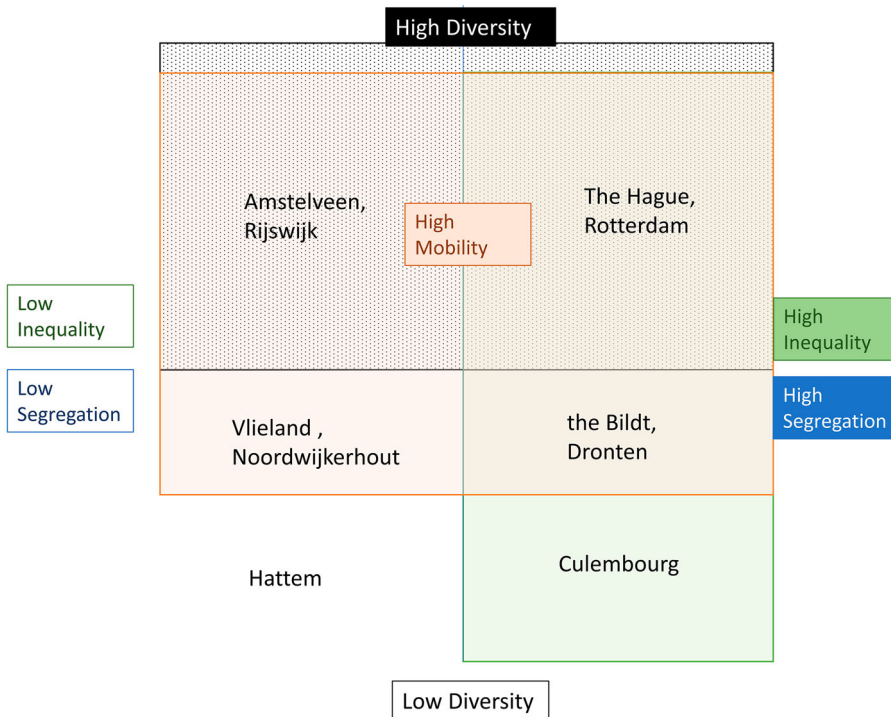 High Diversity
Amstelveen,
Rijswijk
The Hague,
Rotterdam
High
Mobility
Low
Inequality
High
Inequality
Low
Segregation
High
Segregation
Vlieland ,
Noordwijkerhout
the Bildt,
Dronten
Hattem
Culembourg
Low Diversity